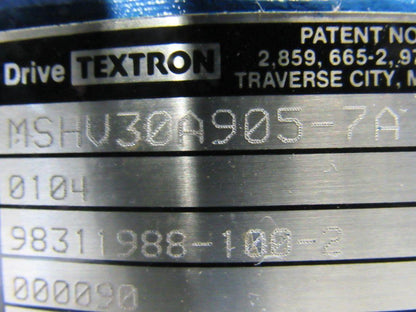 PATENT NO
Drive TEXTRON 2,859, 665-2,97
TRAVERSE CITY, M
MSHV30A905-7A
0104
98311988-100-2
000090